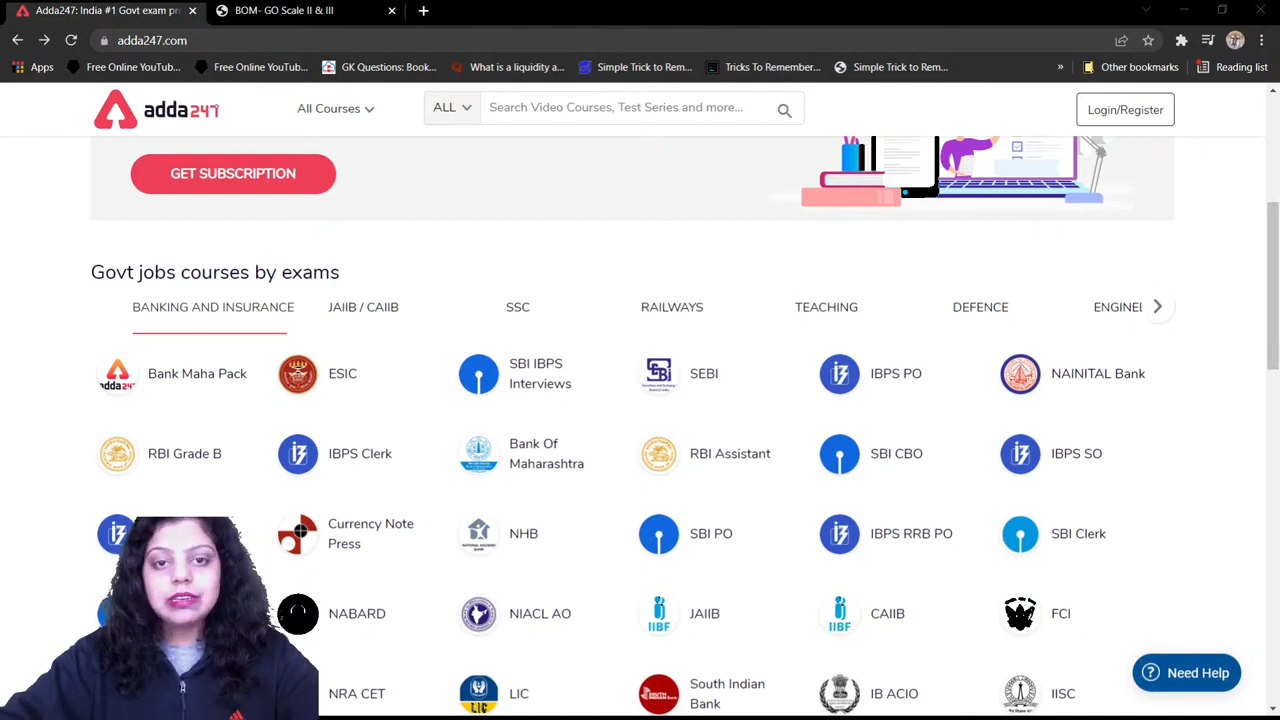 Adda247: India #1 Govt exam pr
BOM- GO Scale II & III
adda247.com
Apps
Free Online YouTub...
Free Online YouTub...
GK Questions: Book...
What is a liquidity a...
Simple Trick to Rem...
Tricks To Remember...
Simple Trick to Rem...
»
Other bookmarks
Reading list
adda247
All Courses
ALL
Search Video Courses, Test Series and more...
Login/Register
GET SUBSCRIPTION
Govt jobs courses by exams
BANKING AND INSURANCE
JAIIB / CAIIB
SSC
RAILWAYS
TEACHING
DEFENCE
ENGINEE
Bank Maha Pack
ESIC
SBI IBPS
Interviews
SEBI
IBPS PO
NAINITAL Bank
RBI Grade B
IBPS Clerk
Bank Of
Maharashtra
RBI Assistant
SBI CBO
IBPS SO
Currency Note
Press
NHB
SBI PO
IBPS RRB PO
SBI Clerk
NABARD
NIACL AO
IIBF
JAIIB
IIBF
CAIIB
FCI
NRA CET
LIC
South Indian
Bank
IB ACIO
IISC
Need Help